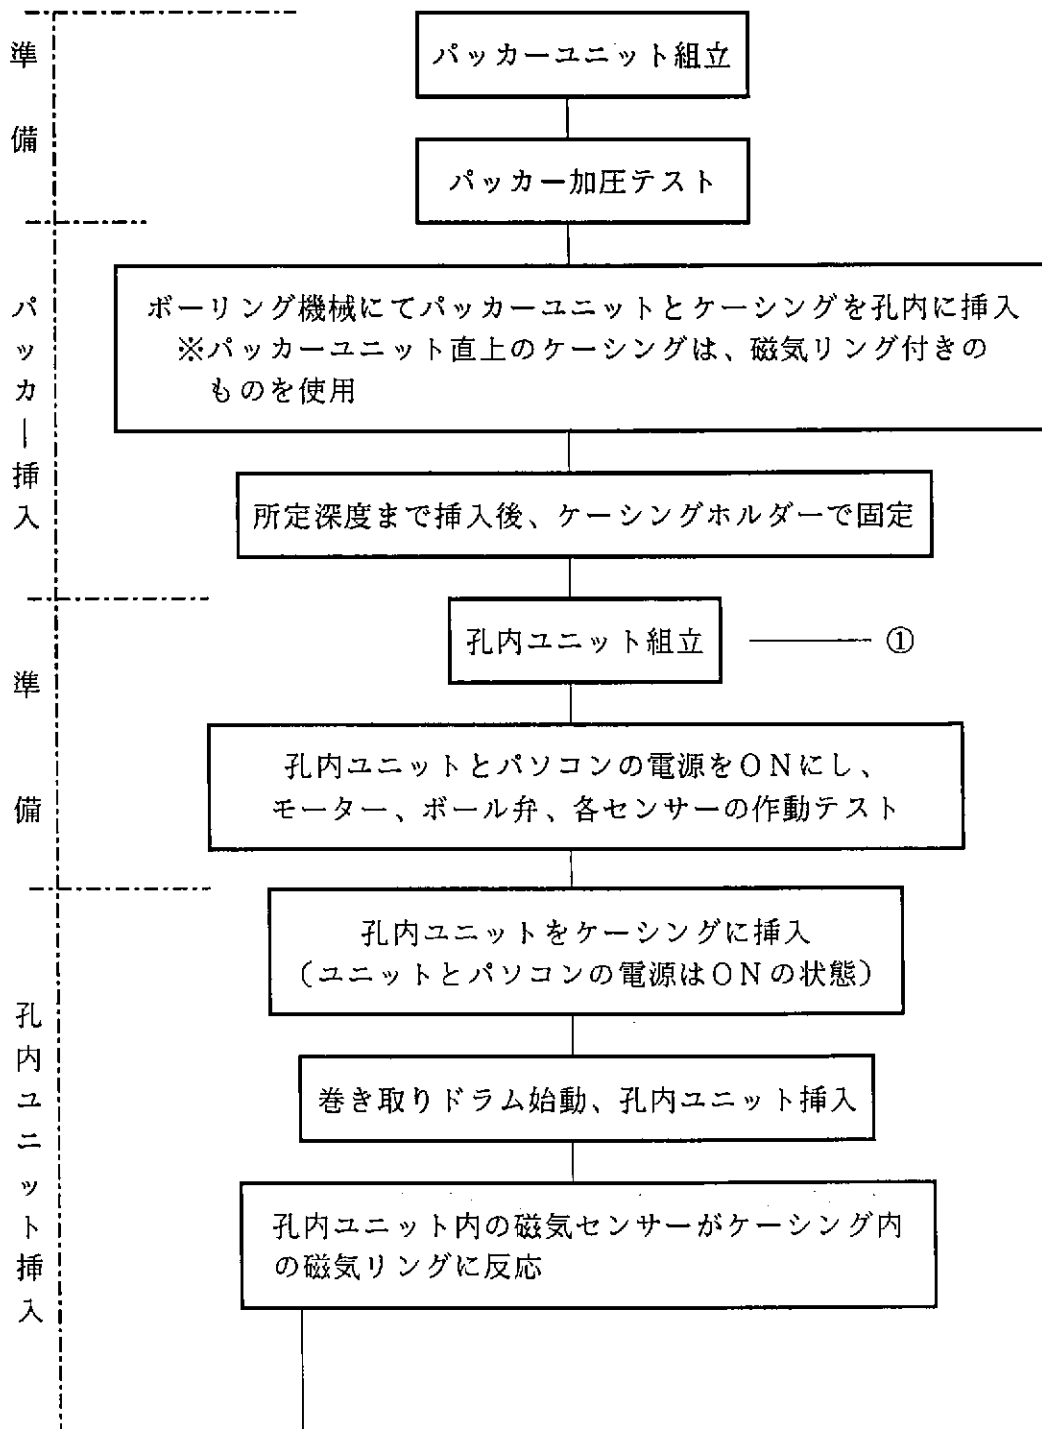 準備
パッカーユニット組立
パッカー加圧テスト
パッカー挿入
ボーリング機械にてパッカーユニットとケーシングを孔内に挿入
※パッカーユニット直上のケーシングは、磁気リング付きの
ものを使用
所定深度まで挿入後、ケーシングホルダーで固定
準備
孔内ユニット組立
①
孔内ユニットとパソコンの電源をONにし、
モーター、ボール弁、各センサーの作動テスト
孔内ユニット挿入
孔内ユニットをケーシングに挿入
(ユニットとパソコンの電源はONの状態)
巻き取りドラム始動、孔内ユニット挿入
孔内ユニット内の磁気センサーがケーシング内
の磁気リングに反応